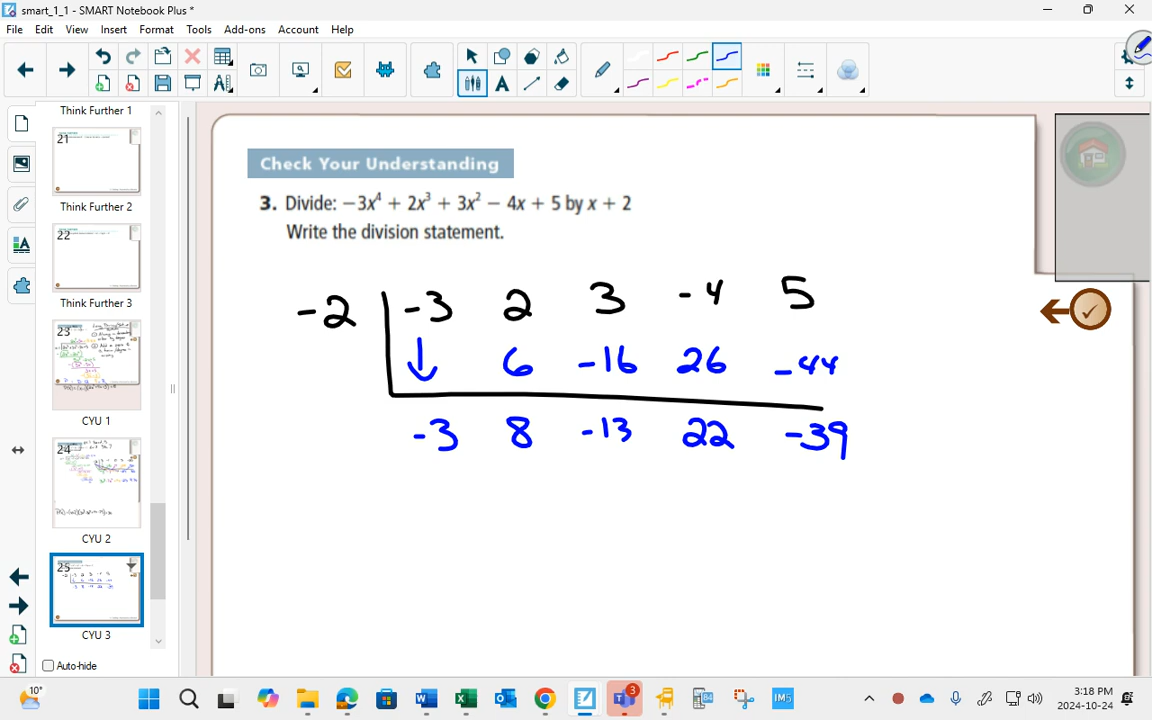 smart_1_1 - SMART Notebook Plus *
File Edit View Insert Format Tools Add-ons Account Help
Think Further 1
21
Think Further 2
22
Think Further 3
23
CYU 1
24
CYU 2
25
CYU 3
Auto-hide
Check Your Understanding
3. Divide: −3x⁴ + 2x³ + 3x² − 4x + 5 by x + 2
Write the division statement.
-2 -3 2 3 -4 5
6 -16 26 -44
-3 8 -13 22 -39
10°
3
3:18 PM
2024-10-24